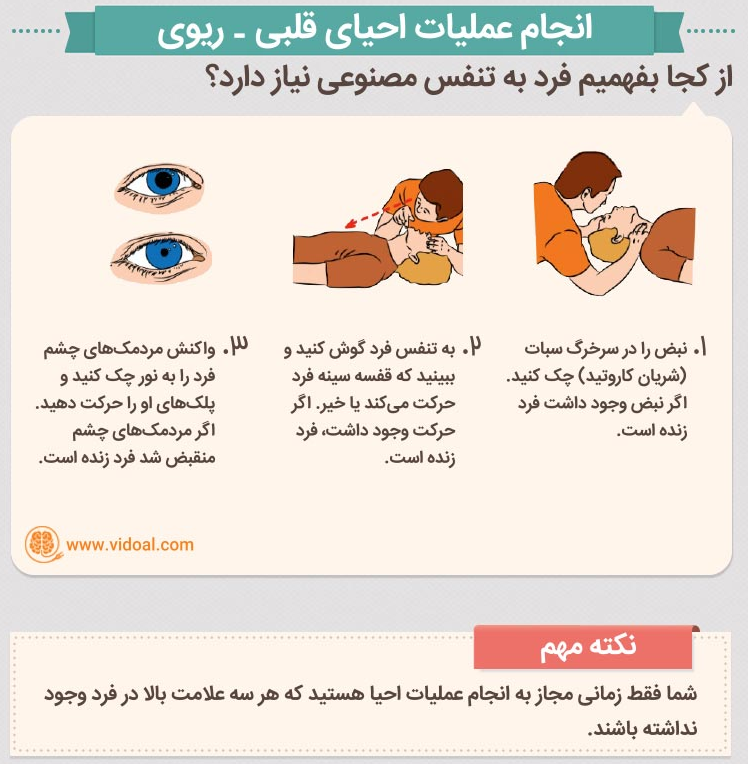 انجام عملیات احیای قلبی - ریوی
از کجا بفهمیم فرد به تنفس مصنوعی نیاز دارد؟
۱. نبض را در سرخرگ سبات
(شریان کاروتید) چک کنید.
اگر نبض وجود داشت فرد
زنده است.
۲. به تنفس فرد گوش کنید و
ببینید که قفسه سینه فرد
حرکت می‌کند یا خیر. اگر
حرکت وجود داشت، فرد
زنده است.
۳. واکنش مردمک‌های چشم
فرد را به نور چک کنید و
پلک‌های او را حرکت دهید.
اگر مردمک‌های چشم
منقبض شد فرد زنده است.
www.vidoal.com
نکته مهم
شما فقط زمانی مجاز به انجام عملیات احیا هستید که هر سه علامت بالا در فرد وجود
نداشته باشند.